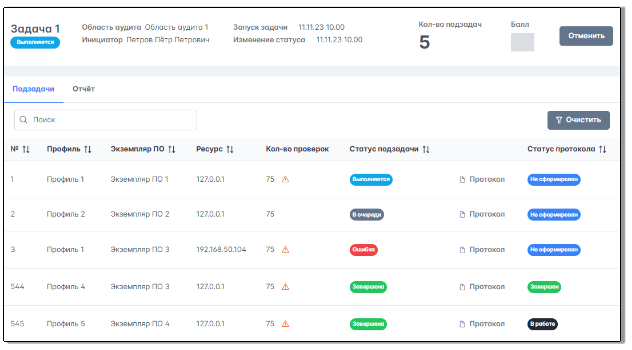 Задача 1
Выполняется
Область аудита Область аудита 1
Инициатор Петров Пётр Петрович
Запуск задачи 11.11.23 10.00
Изменение статуса 11.11.23 10.00
Кол-во подзадач
5
Балл
Отменить
Подзадачи Отчёт
Поиск
Очистить
№ Профиль Экземпляр ПО Ресурс Кол-во проверок Статус подзадачи Статус протокола
1 Профиль 1 Экземпляр ПО 1 127.0.0.1 75 Выполняется Протокол Не сформирован
2 Профиль 2 Экземпляр ПО 2 127.0.0.1 75 В очереди Протокол Не сформирован
3 Профиль 1 Экземпляр ПО 3 192.168.50.104 75 Ошибка Протокол Не сформирован
544 Профиль 4 Экземпляр ПО 3 127.0.0.1 75 Завершена Протокол Завершен
545 Профиль 5 Экземпляр ПО 4 127.0.0.1 75 Завершена Протокол В работе